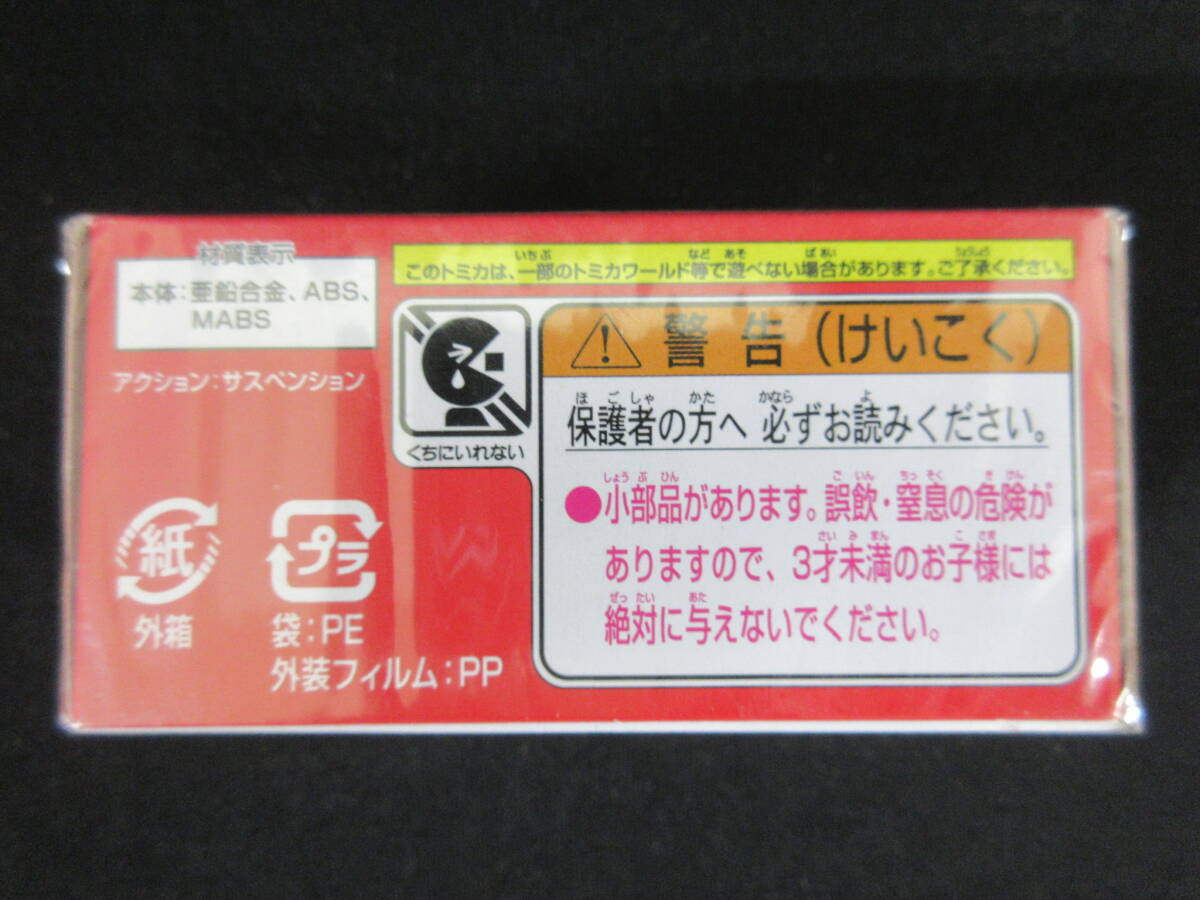 材質表示
本体：亜鉛合金、ABS、
MABS
アクション：サスペンション
このトミカは、一部のトミカワールド等で遊べない場合があります。ご了承ください。
くちにいれない
警告（けいこく）
保護者の方へ 必ずお読みください。
●小部品があります。誤飲・窒息の危険が
ありますので、3才未満のお子様には
絶対に与えないでください。
紙
外箱
プラ
袋：PE
外装フィルム：PP